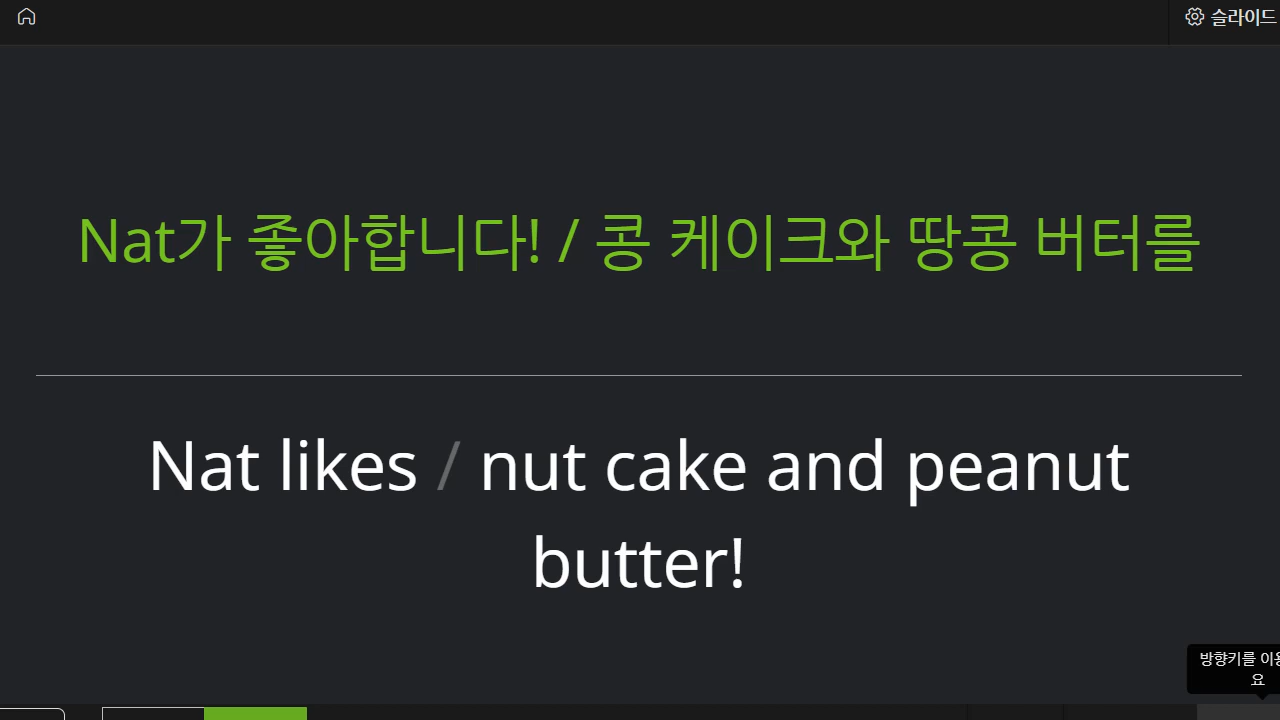 슬라이드
Nat가 좋아합니다! / 콩 케이크와 땅콩 버터를
Nat likes / nut cake and peanut
butter!
방향키를
요